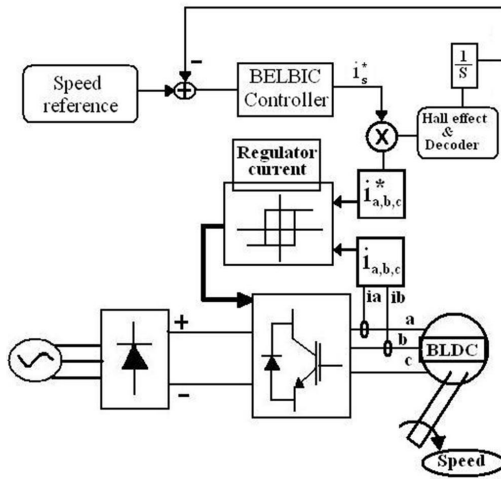 −
Speed
reference
+
BELBIC
Controller
i*s
1
S
X
Hall effect
&
Decoder
Regulator
current
i*a,b,c
ia,b,c
ia ib
a
b
c
+
−
BLDC
Speed